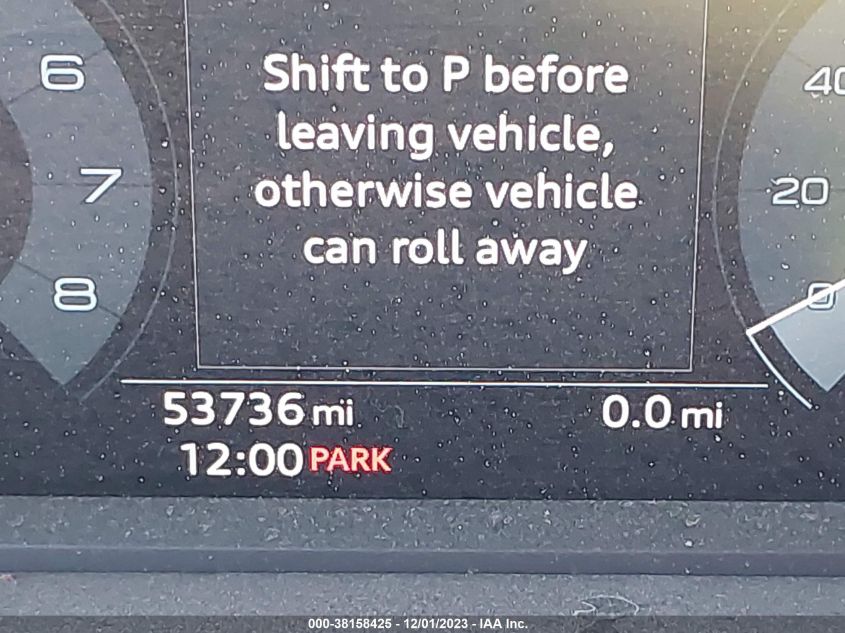 6
7
8
Shift to P before
leaving vehicle,
otherwise vehicle
can roll away
40
20
0
53736 mi
0.0 mi
12:00 PARK
000-38158425 - 12/01/2023 - IAA Inc.